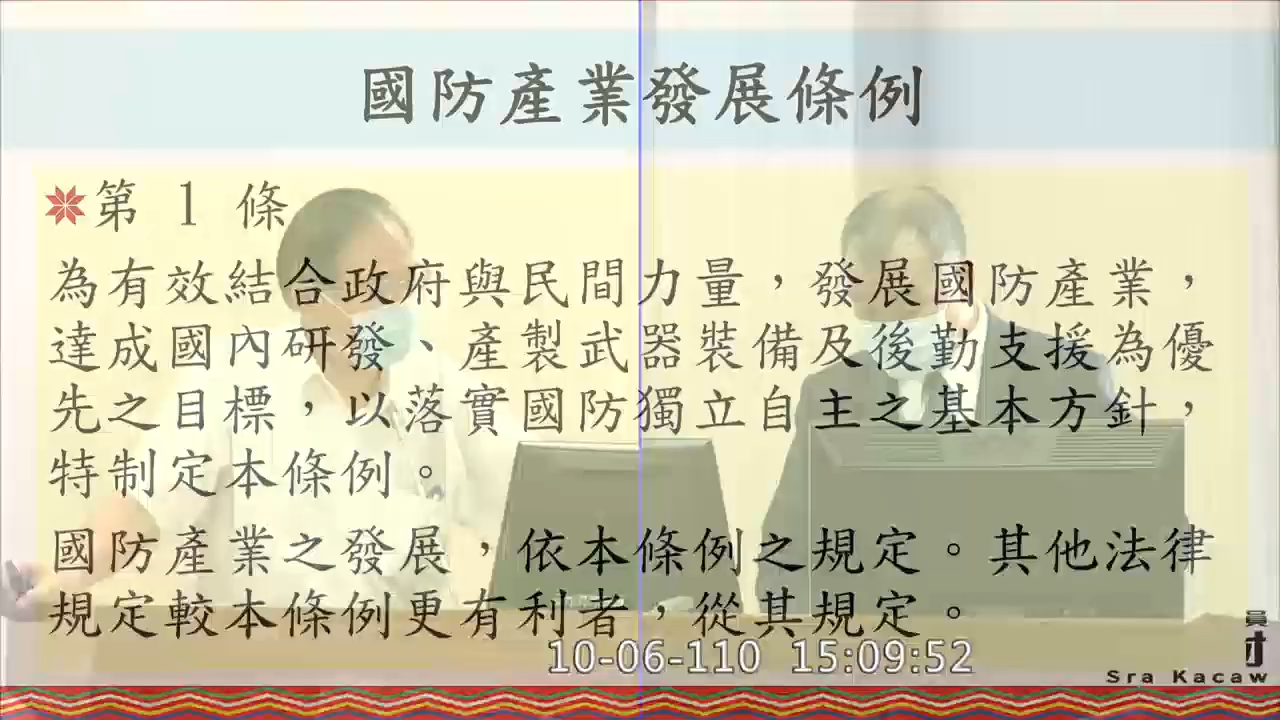 國防產業發展條例
第 1 條
為有效結合政府與民間力量，發展國防產業，
達成國內研發、產製武器裝備及後勤支援為優
先之目標，以落實國防獨立自主之基本方針，
特制定本條例。
國防產業之發展，依本條例之規定。其他法律
規定較本條例更有利者，從其規定。
員
才
10-06-110 15:09:52
Sra Kacaw